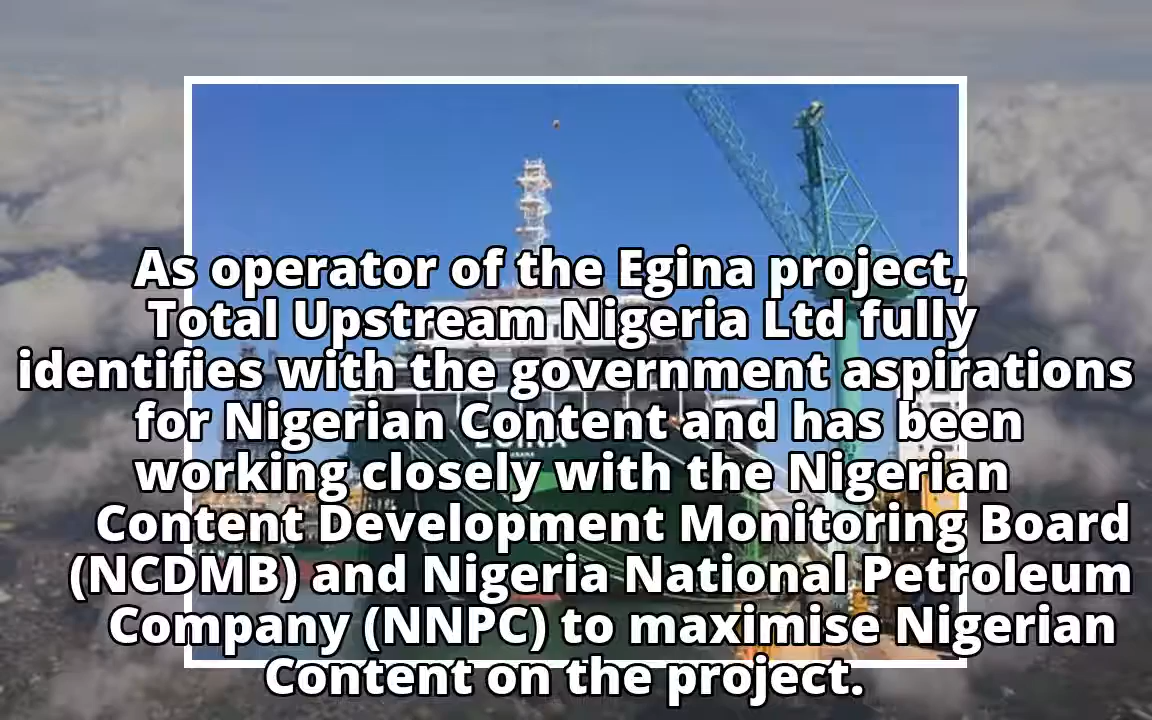 As operator of the Egina project,
Total Upstream Nigeria Ltd fully
identifies with the government aspirations
for Nigerian Content and has been
working closely with the Nigerian
Content Development Monitoring Board
(NCDMB) and Nigeria National Petroleum
Company (NNPC) to maximise Nigerian
Content on the project.